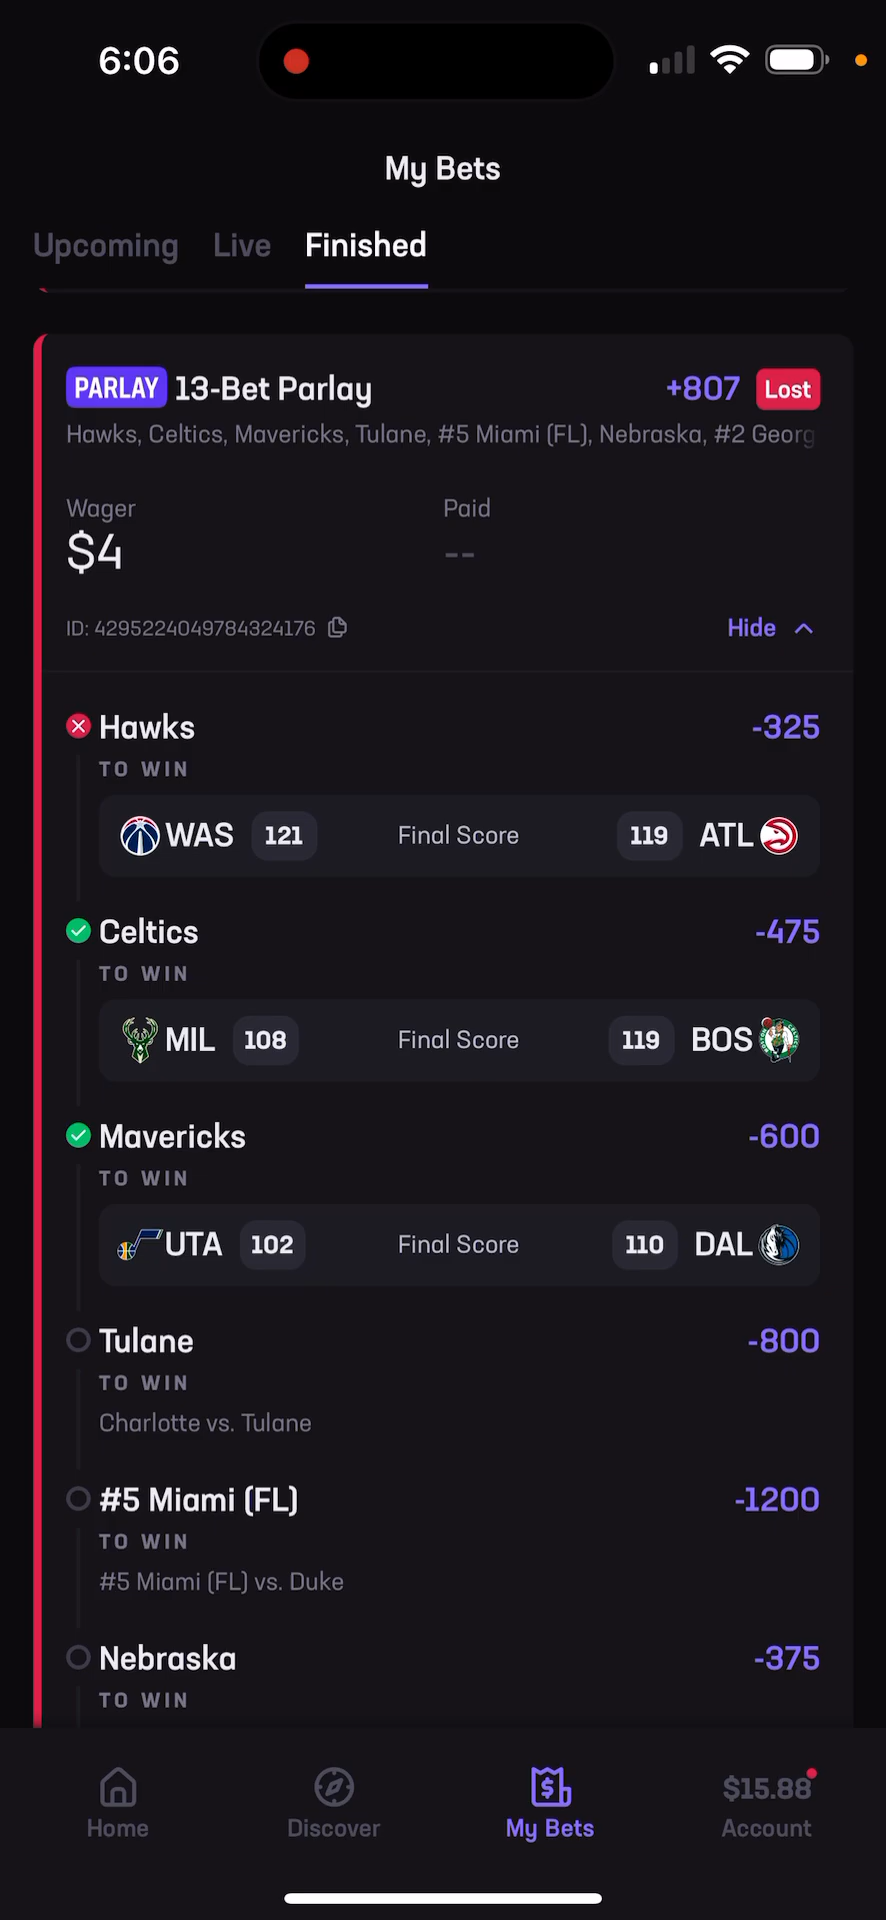 6:06
My Bets
Upcoming Live Finished
PARLAY 13-Bet Parlay +807 Lost
Hawks, Celtics, Mavericks, Tulane, #5 Miami (FL), Nebraska, #2 Georg
Wager Paid
$4 --
ID: 4295224049784324176 Hide
Hawks -325
TO WIN
WAS 121 Final Score 119 ATL
Celtics -475
TO WIN
MIL 108 Final Score 119 BOS
Mavericks -600
TO WIN
UTA 102 Final Score 110 DAL
Tulane -800
TO WIN
Charlotte vs. Tulane
#5 Miami (FL) -1200
TO WIN
#5 Miami (FL) vs. Duke
Nebraska -375
TO WIN
$15.88
Home Discover My Bets Account